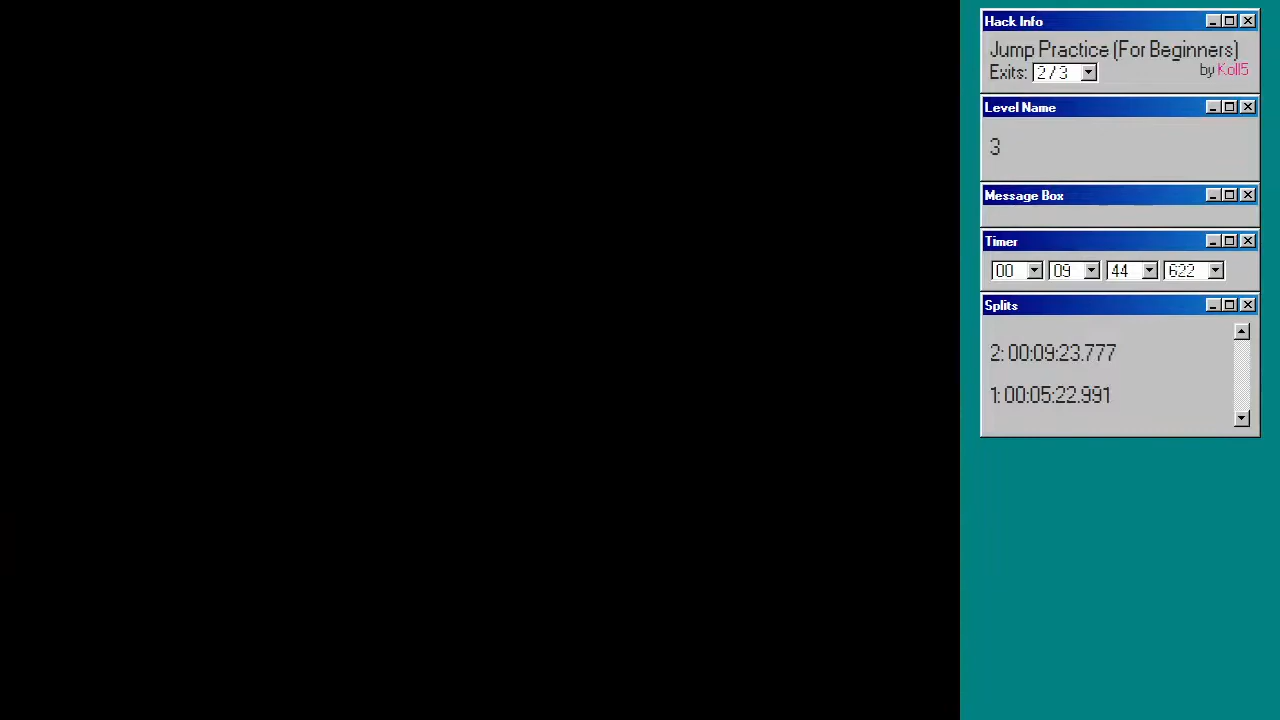 Hack Info
Jump Practice (For Beginners)
Exits: 2 / 3
by Koll5
Level Name
3
Message Box
Timer
00 09 44 622
Splits
2: 00:09:23.777
1: 00:05:22.991